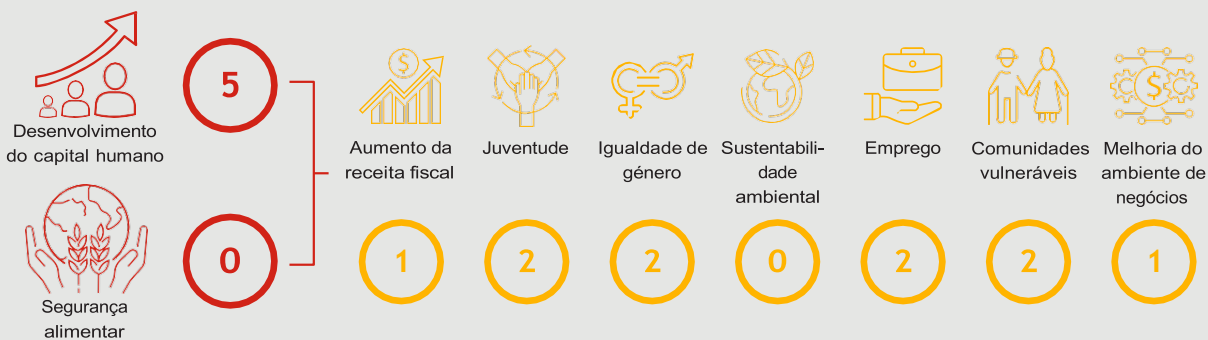 5
Desenvolvimento
do capital humano
0
Segurança
alimentar
$
Aumento da
receita fiscal
1
Juventude
2
Igualdade de
género
2
Sustentabili-
dade
ambiental
0
Emprego
2
Comunidades
vulneráveis
2
$
Melhoria do
ambiente de
negócios
1